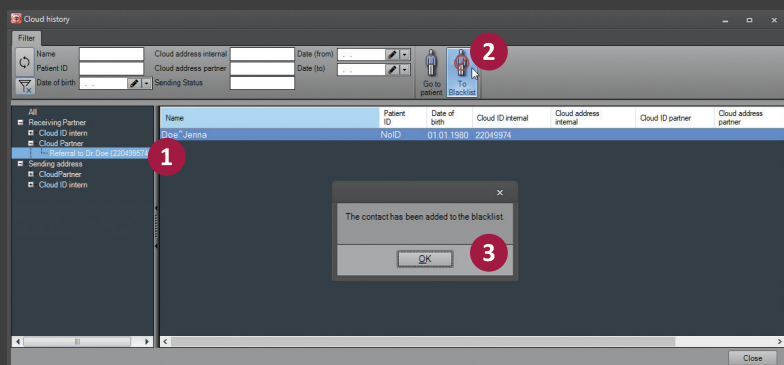 Cloud history
Filter
Name
Cloud address internal
Date (from)
. .
Patient ID
Cloud address partner
Date (to)
. .
Date of birth
. .
Sending Status
Go to
patient
To
Blacklist
2
All
Receiving Partner
Cloud ID intern
Cloud Partner
Referral to Dr.Doe (220499574
Sending address
CloudPartner
Cloud ID intern
1
Name
Patient
ID
Date of
birth
Cloud ID internal
Cloud address
internal
Cloud ID partner
Cloud address
partner
Doe^Jenna
NoID
01.01.1980
22049974
The contact has been added to the blacklist.
OK
3
Close